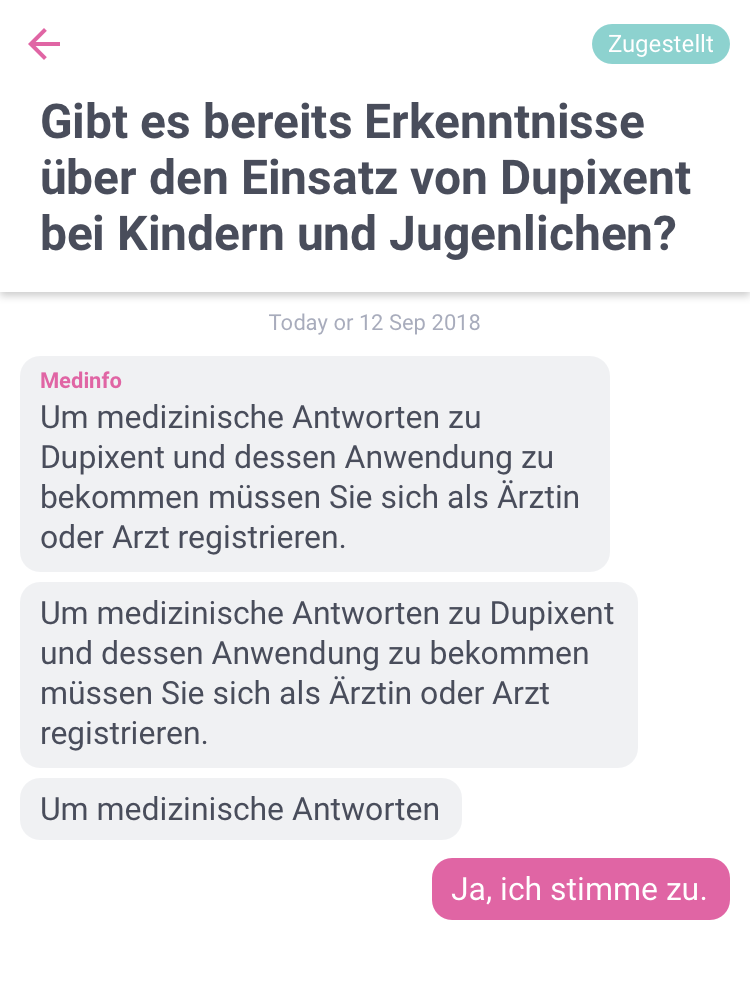 Zugestellt
Gibt es bereits Erkenntnisse
über den Einsatz von Dupixent
bei Kindern und Jugenlichen?
Today or 12 Sep 2018
Medinfo
Um medizinische Antworten zu
Dupixent und dessen Anwendung zu
bekommen müssen Sie sich als Ärztin
oder Arzt registrieren.
Um medizinische Antworten zu Dupixent
und dessen Anwendung zu bekommen
müssen Sie sich als Ärztin oder Arzt
registrieren.
Um medizinische Antworten
Ja, ich stimme zu.